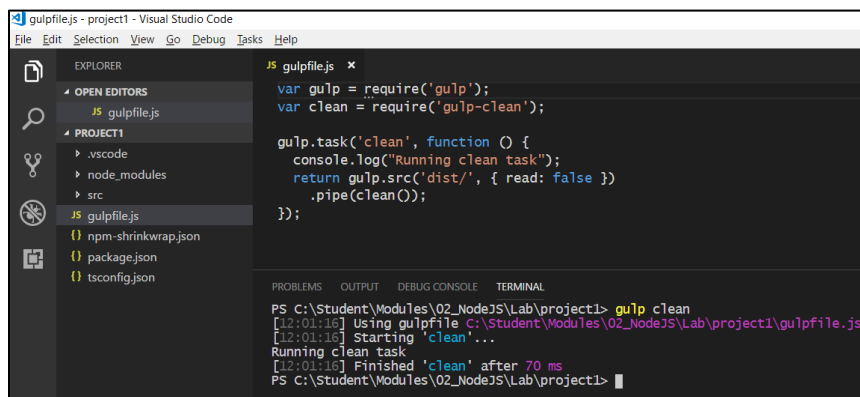 gulpfile.js - project1 - Visual Studio Code
File Edit Selection View Go Debug Tasks Help
EXPLORER
OPEN EDITORS
JS gulpfile.js
PROJECT1
.vscode
node_modules
src
JS gulpfile.js
{} npm-shrinkwrap.json
{} package.json
{} tsconfig.json
JS gulpfile.js ×
var gulp = require('gulp');
var clean = require('gulp-clean');
gulp.task('clean', function () {
console.log("Running clean task");
return gulp.src('dist/', { read: false })
.pipe(clean());
});
PROBLEMS OUTPUT DEBUG CONSOLE TERMINAL
PS C:\Student\Modules\02_NodeJS\Lab\project1> gulp clean
[12:01:16] Using gulpfile C:\Student\Modules\02_NodeJS\Lab\project1\gulpfile.js
[12:01:16] Starting 'clean'...
Running clean task
[12:01:16] Finished 'clean' after 70 ms
PS C:\Student\Modules\02_NodeJS\Lab\project1>